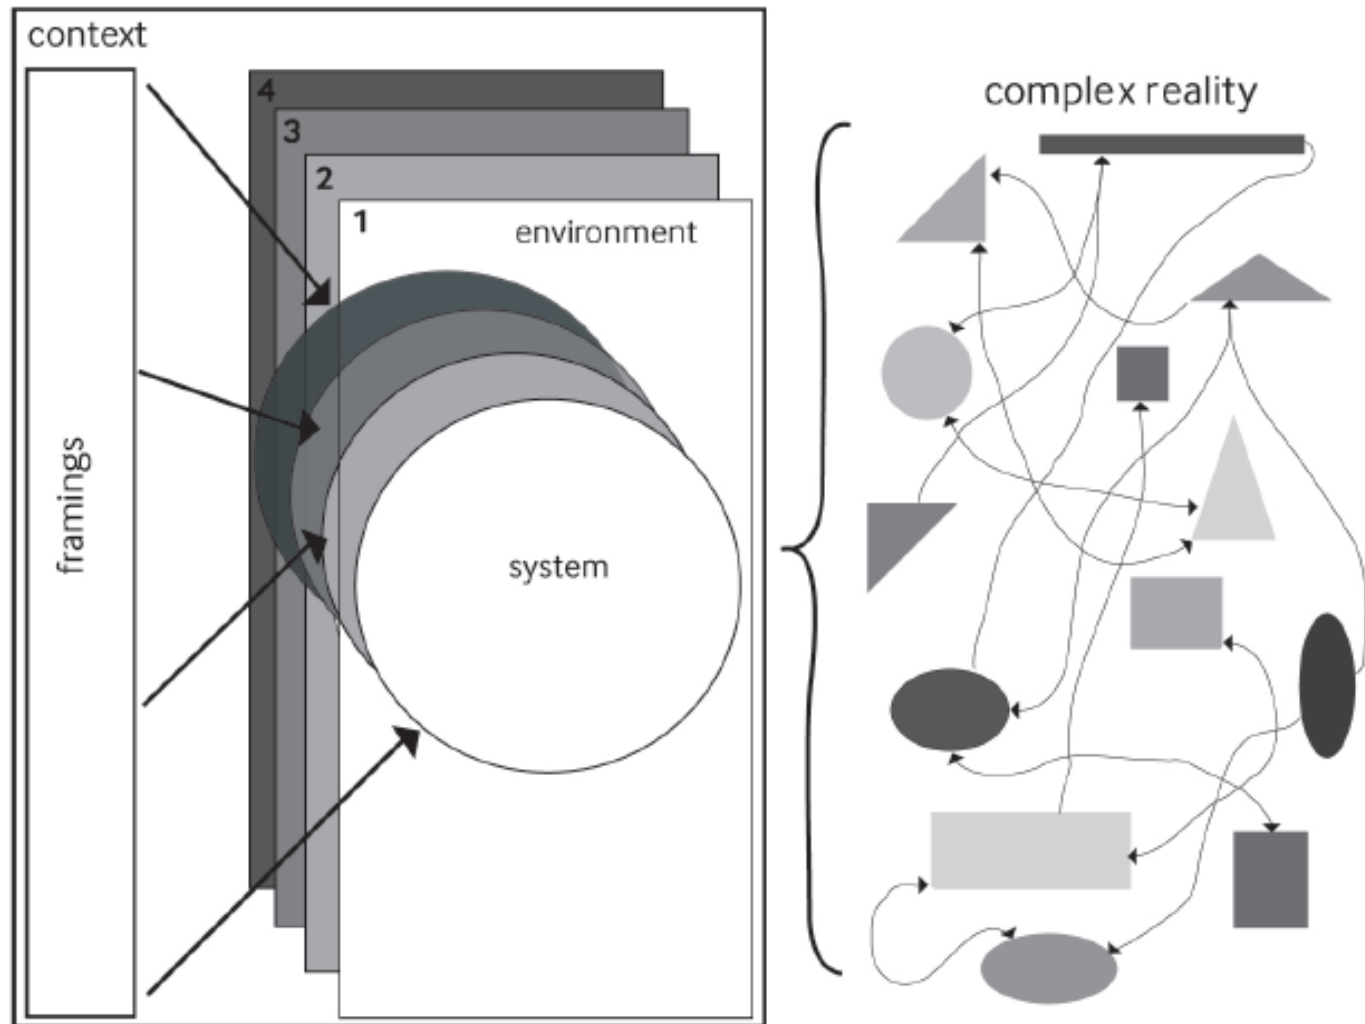 context
complex reality
4
3
2
1
environment
framings
system